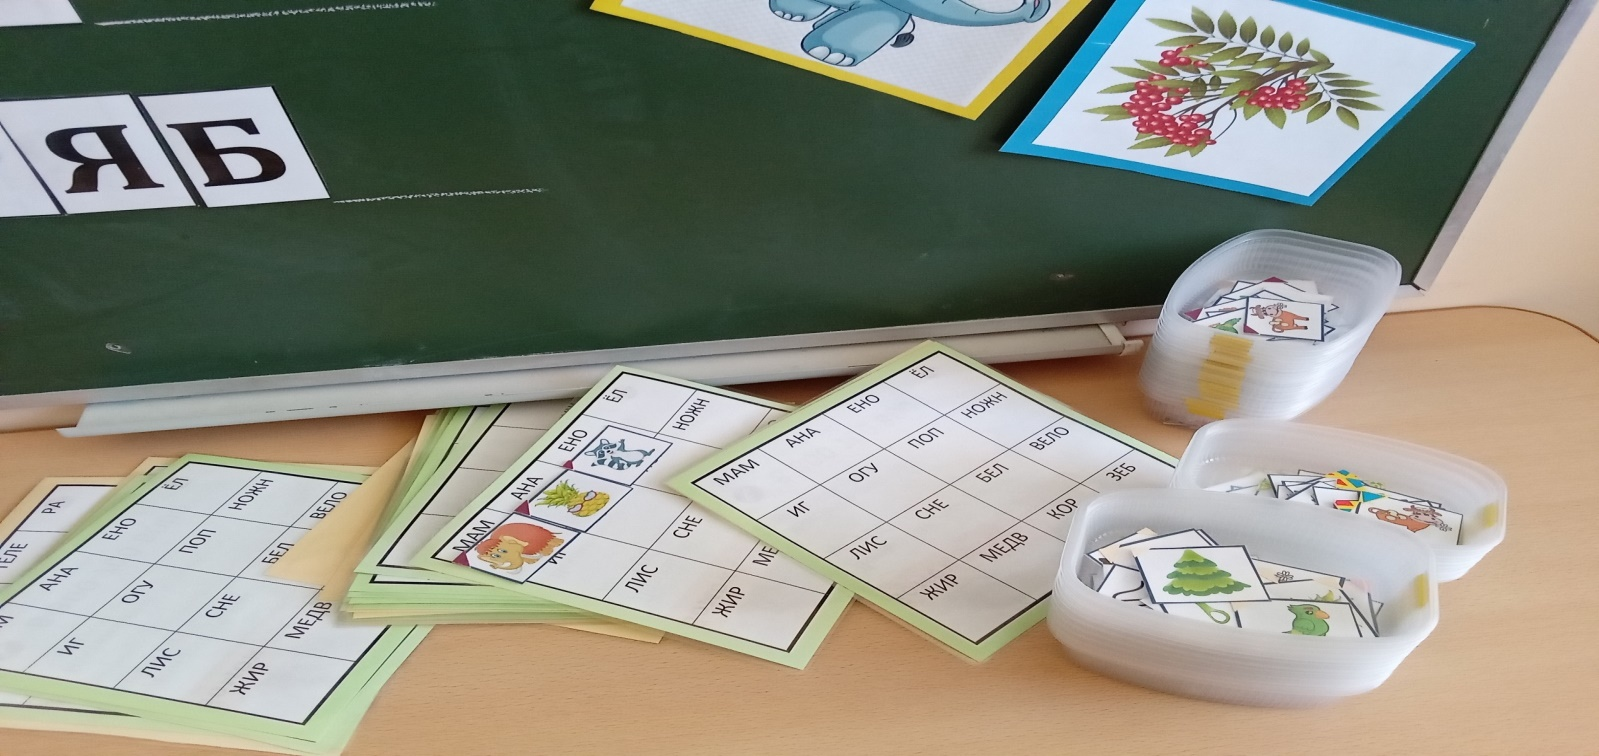 Я Б
ТЕЛЕ РА
АНА ЕНО ЁЛ
ИГ ОГУ ПОП НОЖН
ЛИС СНЕ БЕЛ ВЕЛО
ЖИР МЕДВ
МАМ АНА ЕНО ЁЛ
НОЖН
ЛИС СНЕ
ЖИР МЕ
МАМ АНА ЕНО ЁЛ
ИГ ОГУ ПОП НОЖН
ЛИС СНЕ БЕЛ ВЕЛО
ЖИР МЕДВ КОР ЗЕБ